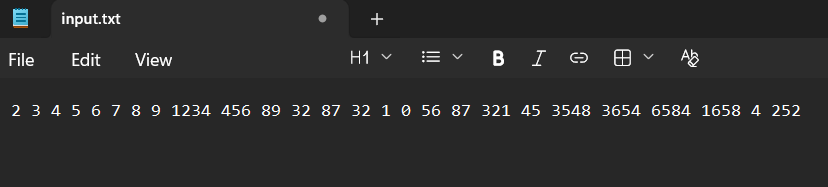 input.txt
File Edit View H1 B I
2 3 4 5 6 7 8 9 1234 456 89 32 87 32 1 0 56 87 321 45 3548 3654 6584 1658 4 252